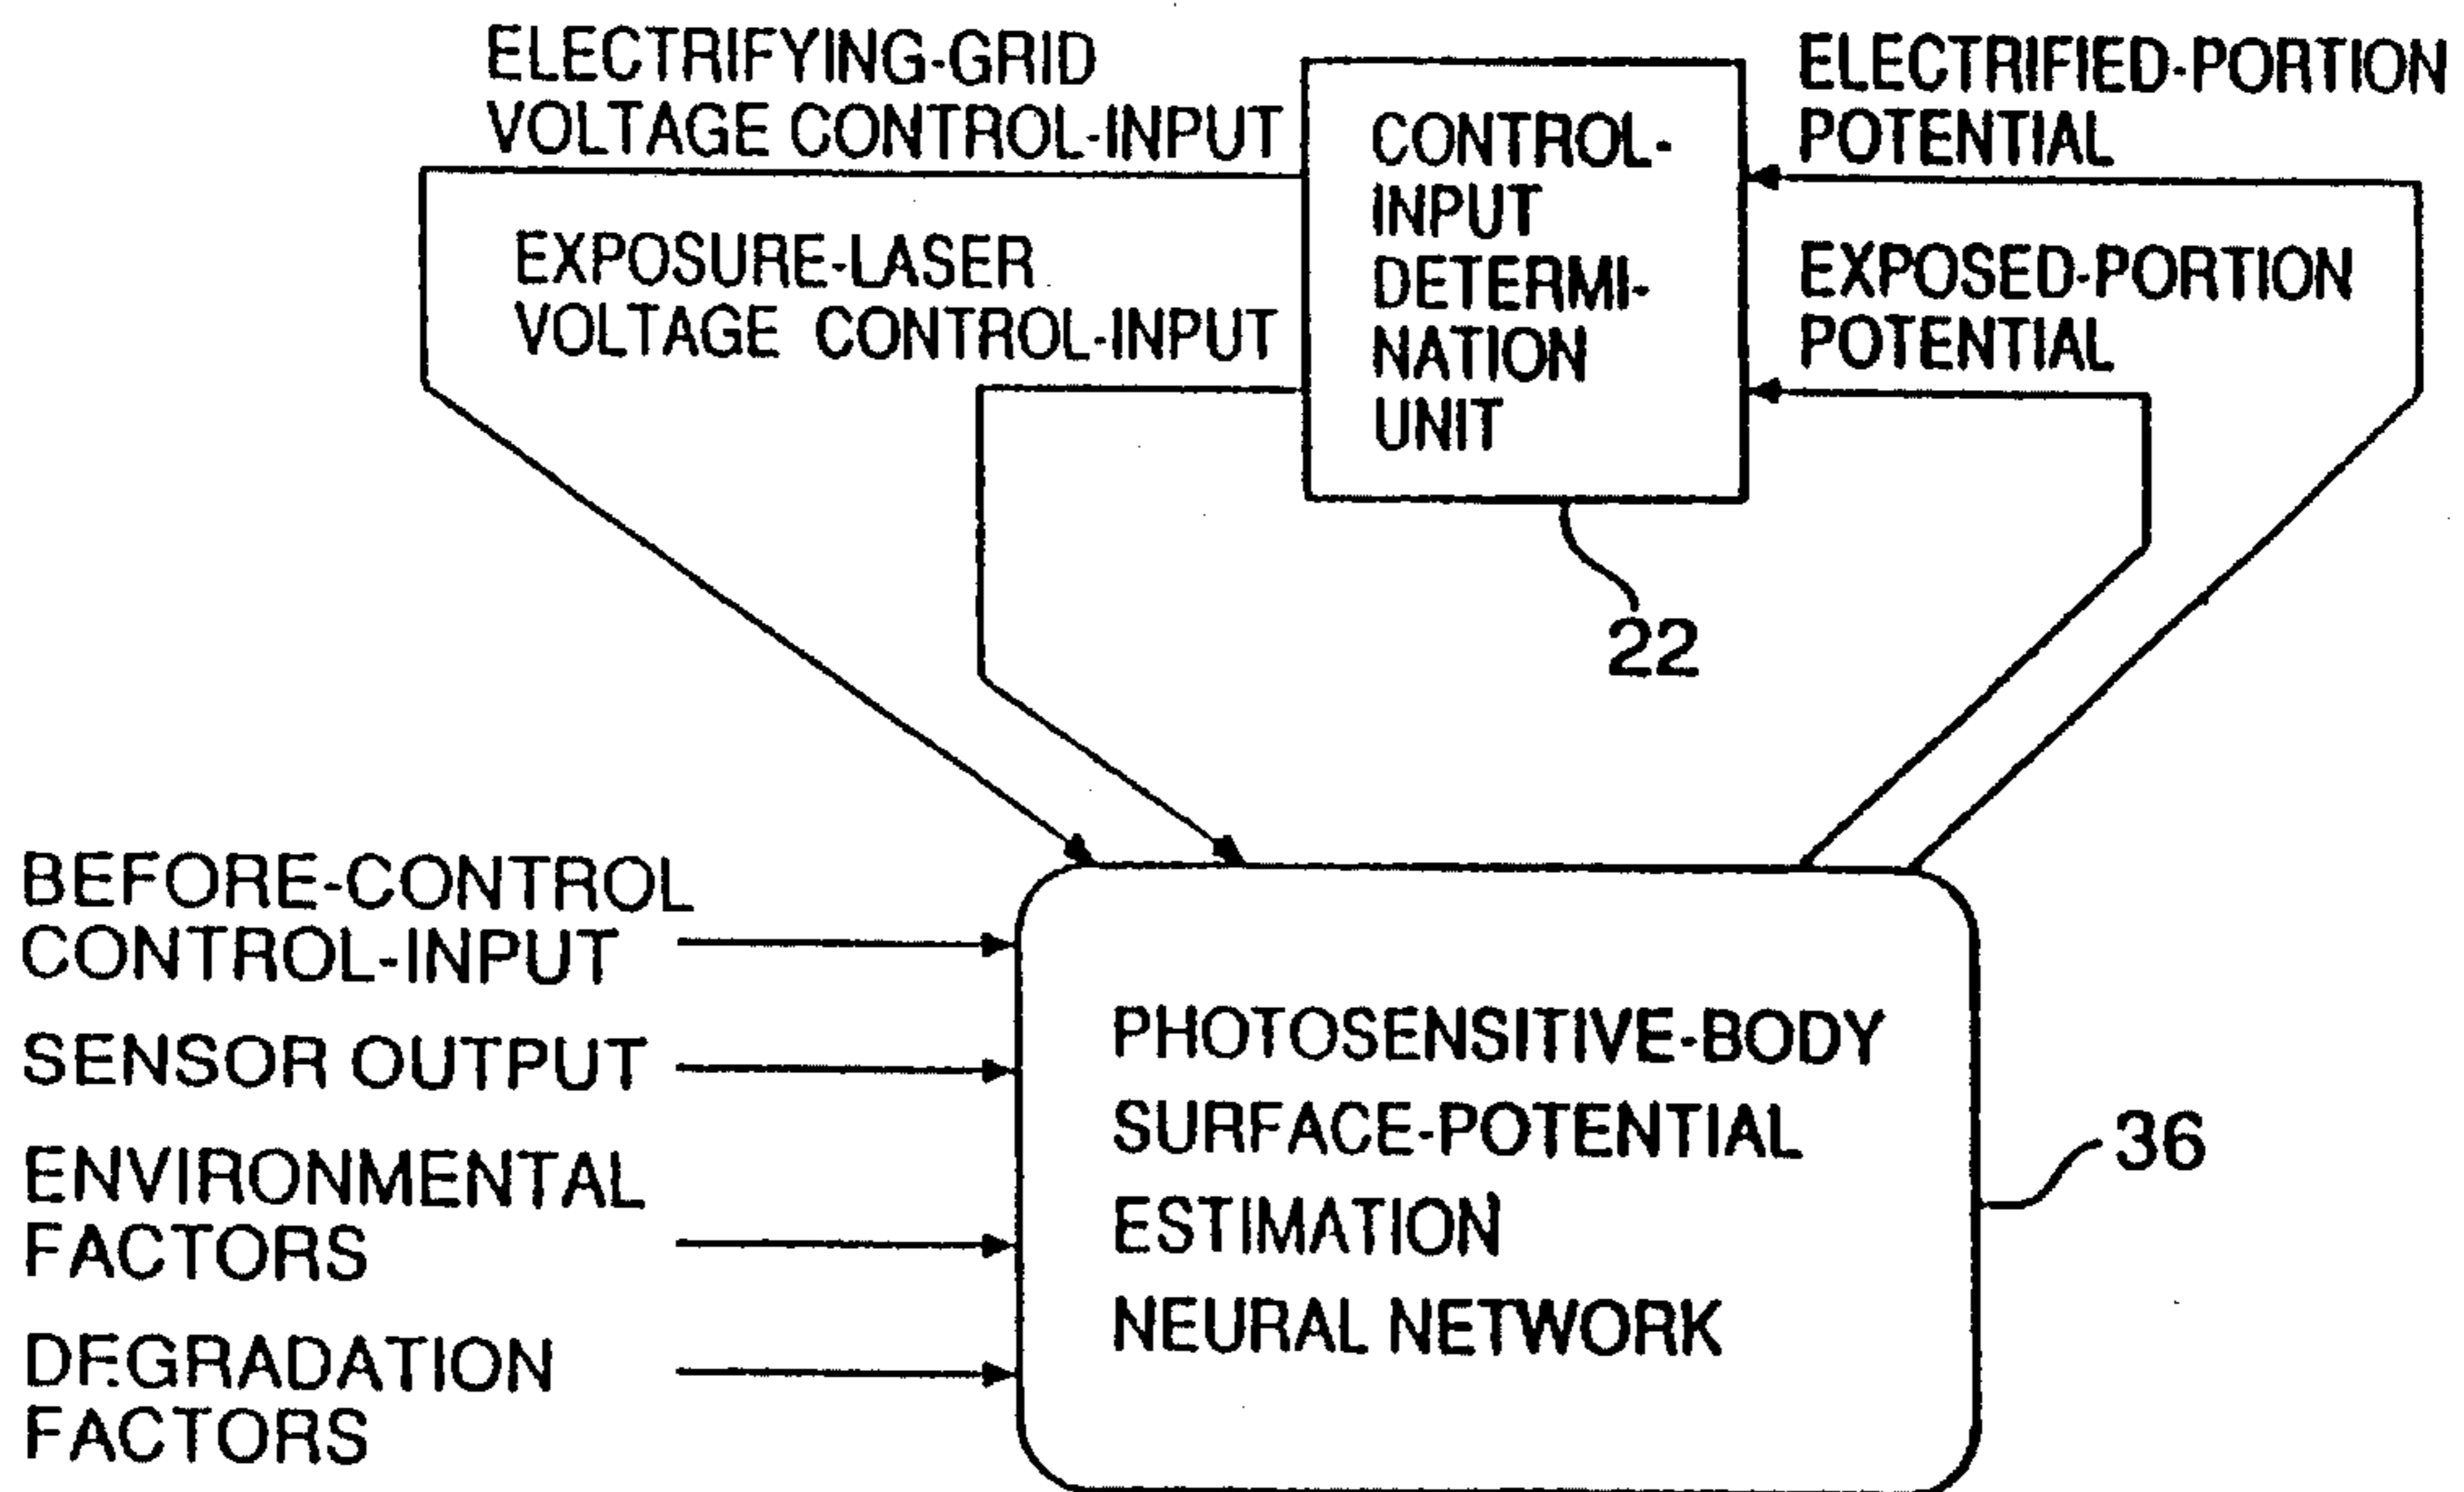 ELECTRIFYING-GRID
VOLTAGE CONTROL-INPUT
EXPOSURE-LASER
VOLTAGE CONTROL-INPUT
CONTROL-
INPUT
DETERMI-
NATION
UNIT
ELECTRIFIED-PORTION
POTENTIAL
EXPOSED-PORTION
POTENTIAL
22
BEFORE-CONTROL
CONTROL-INPUT
SENSOR OUTPUT
ENVIRONMENTAL
FACTORS
DEGRADATION
FACTORS
PHOTOSENSITIVE-BODY
SURFACE-POTENTIAL
ESTIMATION
NEURAL NETWORK
36